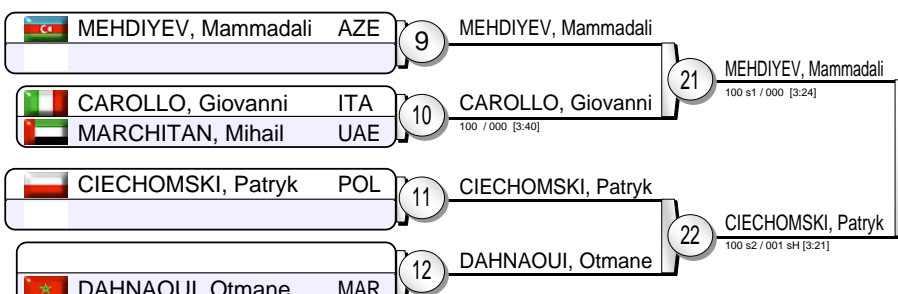 MEHDIYEV, Mammadali AZE
9
MEHDIYEV, Mammadali
21
MEHDIYEV, Mammadali
100 s1 / 000 [3:24]
CAROLLO, Giovanni ITA
MARCHITAN, Mihail UAE
10
CAROLLO, Giovanni
100 / 000 [3:40]
CIECHOMSKI, Patryk POL
11
CIECHOMSKI, Patryk
22
CIECHOMSKI, Patryk
100 s2 / 001 sH [3:21]
12
DAHNAOUI, Otmane
DAHNAOUI, Otmane MAR